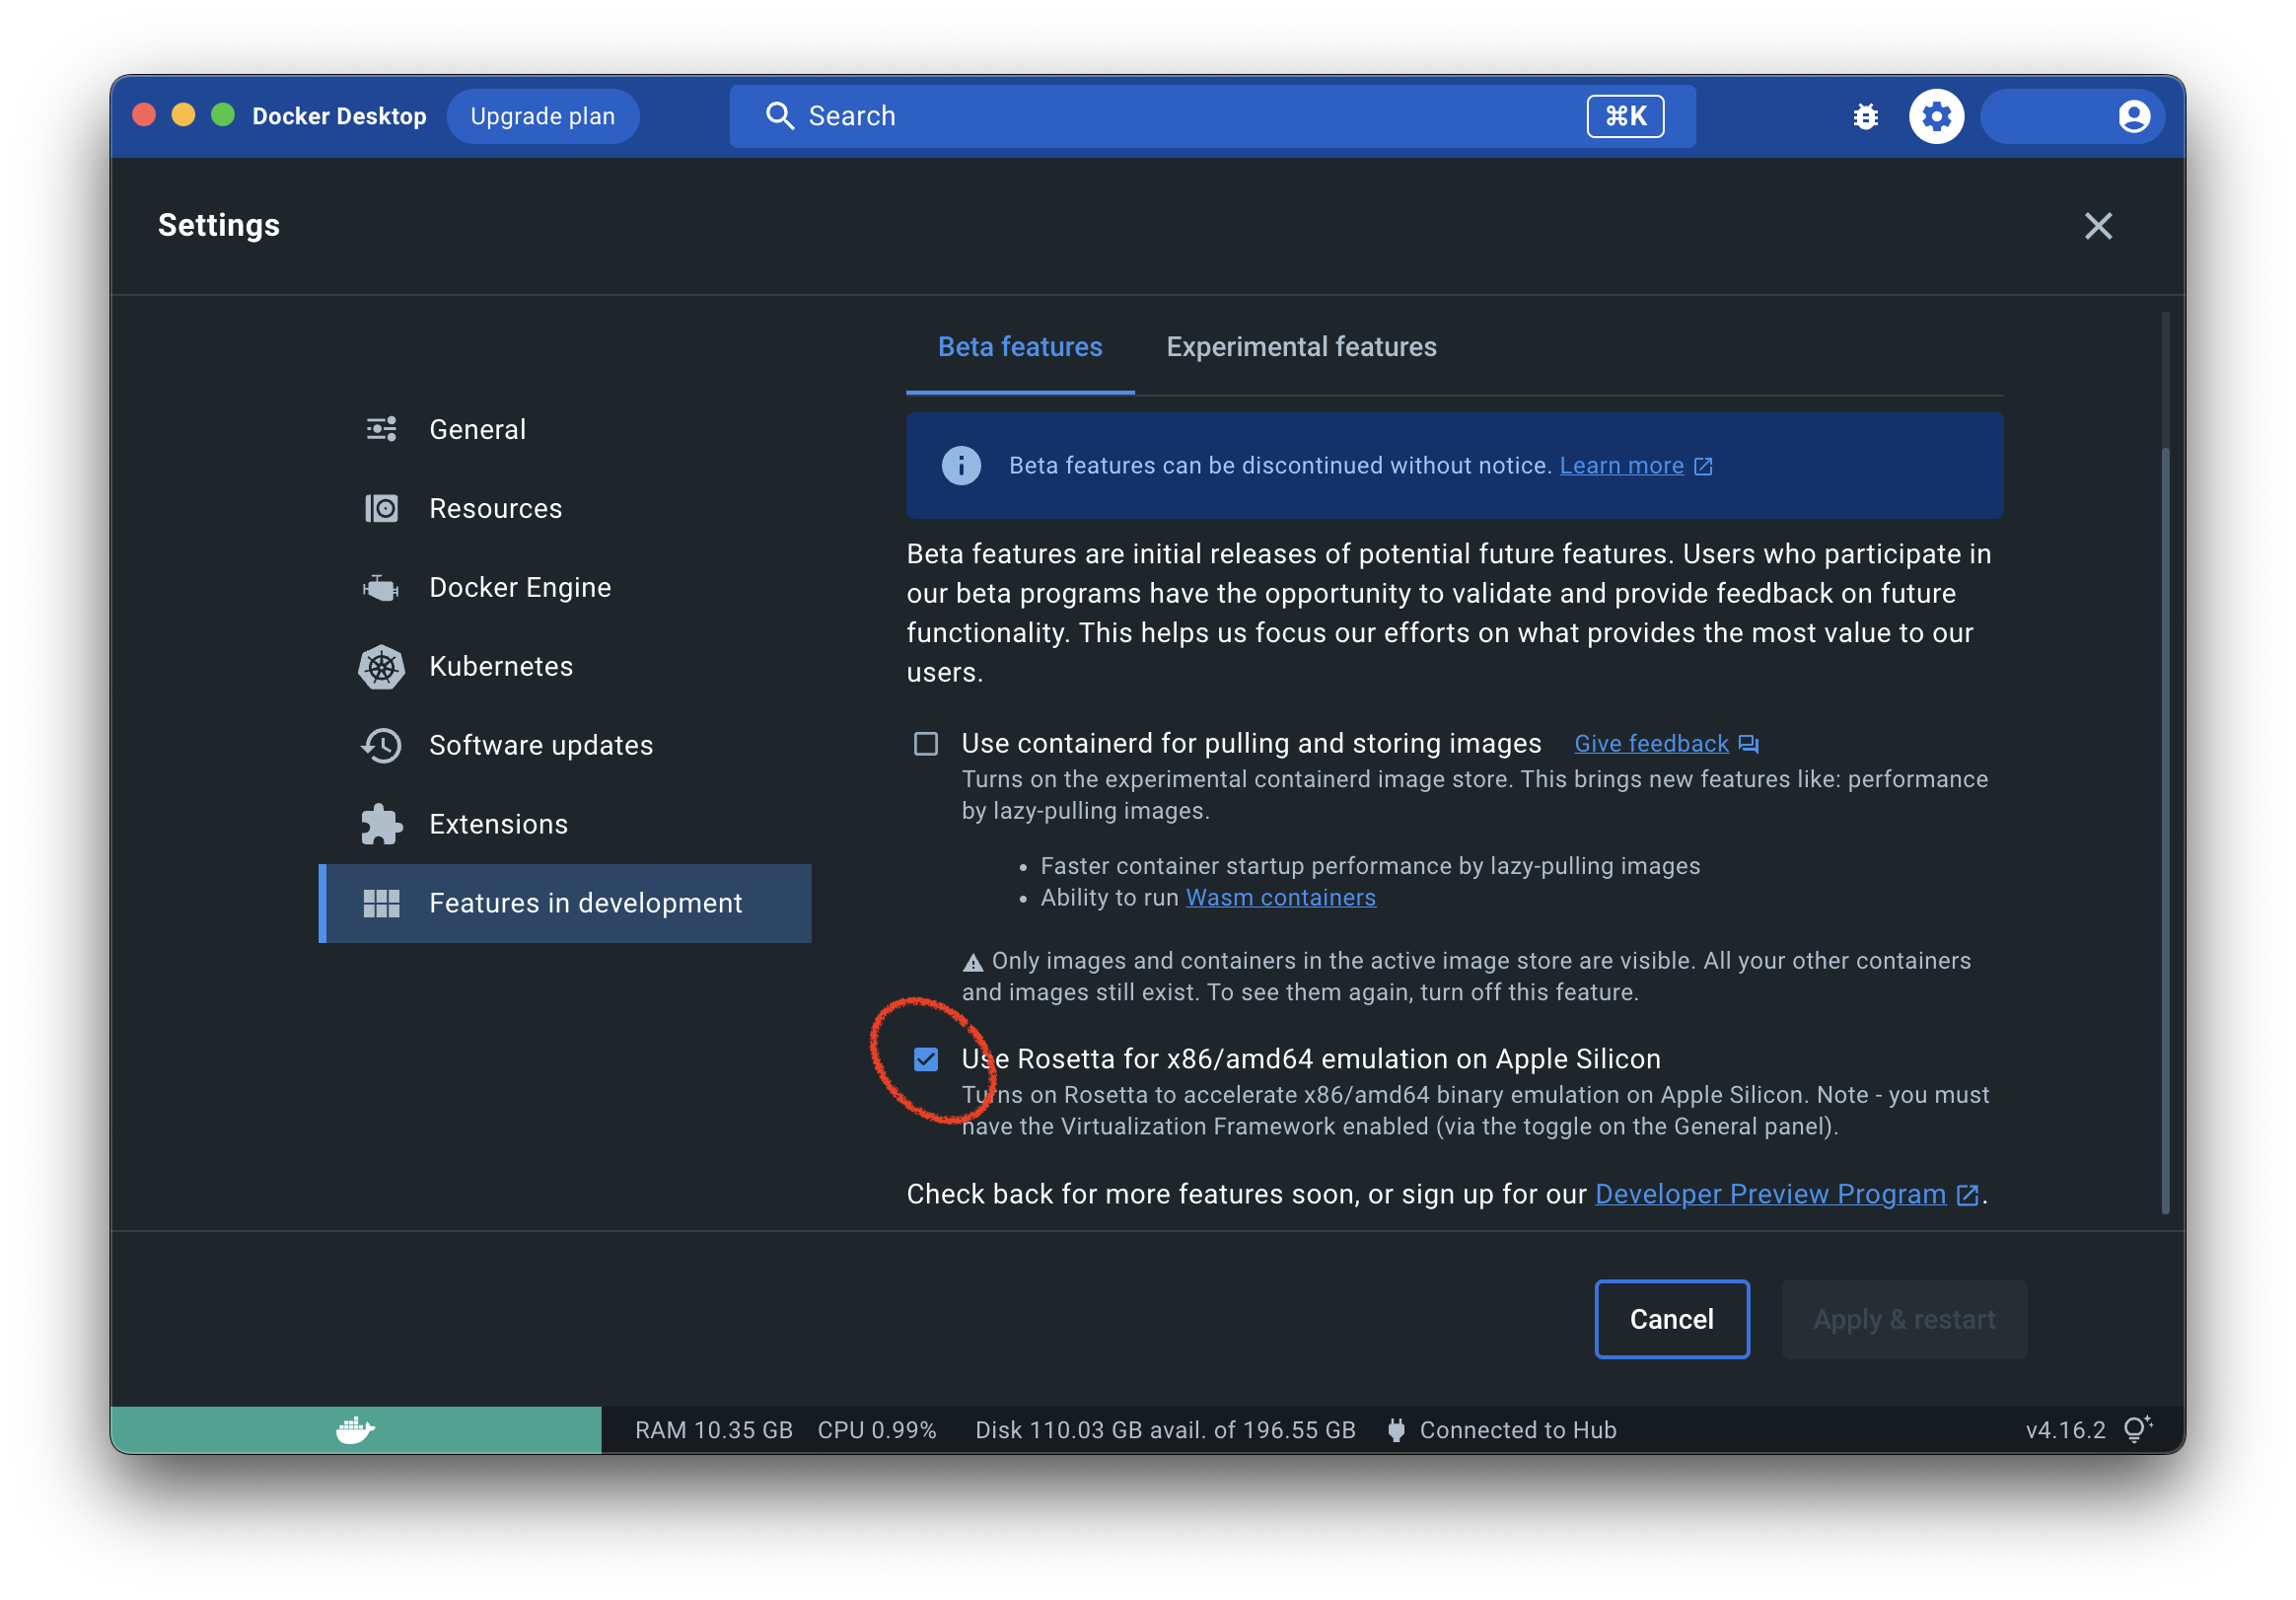 Docker Desktop
Upgrade plan
Search
⌘K
Settings
Beta features
Experimental features
General
Resources
Docker Engine
Kubernetes
Software updates
Extensions
Features in development
Beta features can be discontinued without notice. Learn more
Beta features are initial releases of potential future features. Users who participate in
our beta programs have the opportunity to validate and provide feedback on future
functionality. This helps us focus our efforts on what provides the most value to our
users.
Use containerd for pulling and storing images Give feedback
Turns on the experimental containerd image store. This brings new features like: performance
by lazy-pulling images.
• Faster container startup performance by lazy-pulling images
• Ability to run Wasm containers
Only images and containers in the active image store are visible. All your other containers
and images still exist. To see them again, turn off this feature.
Use Rosetta for x86/amd64 emulation on Apple Silicon
Turns on Rosetta to accelerate x86/amd64 binary emulation on Apple Silicon. Note - you must
have the Virtualization Framework enabled (via the toggle on the General panel).
Check back for more features soon, or sign up for our Developer Preview Program.
Cancel
Apply & restart
RAM 10.35 GB CPU 0.99% Disk 110.03 GB avail. of 196.55 GB Connected to Hub
v4.16.2